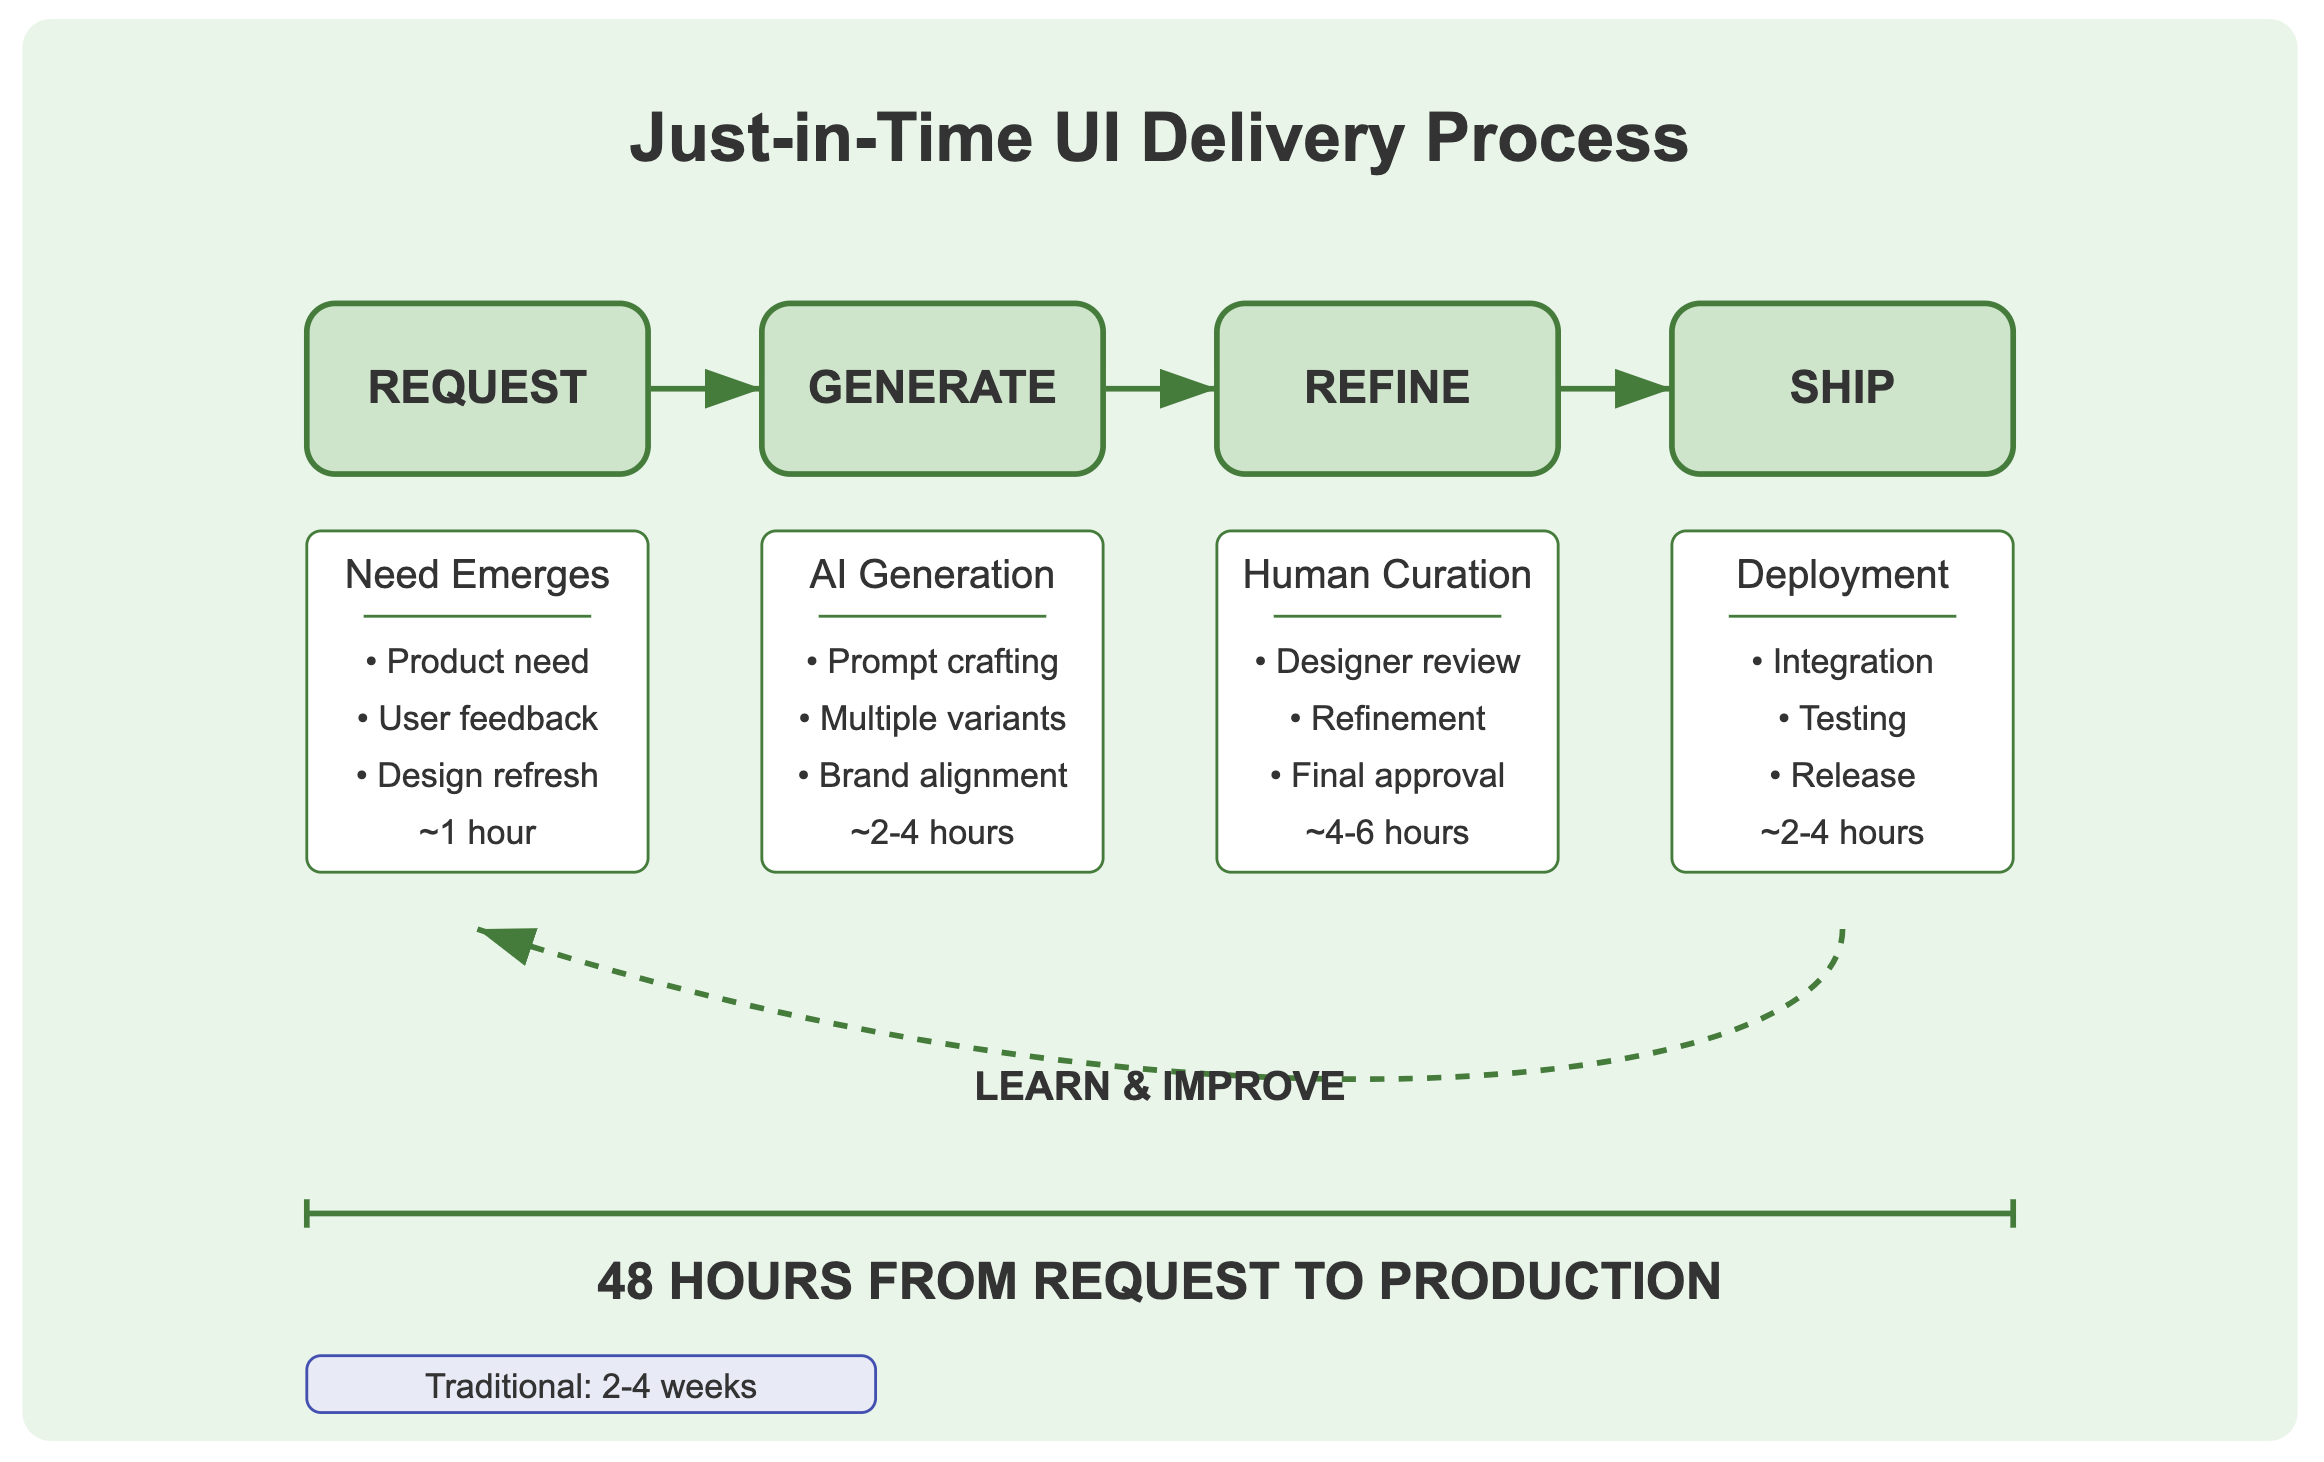 Just-in-Time UI Delivery Process
REQUEST
GENERATE
REFINE
SHIP
Need Emerges
• Product need
• User feedback
• Design refresh
~1 hour
AI Generation
• Prompt crafting
• Multiple variants
• Brand alignment
~2-4 hours
Human Curation
• Designer review
• Refinement
• Final approval
~4-6 hours
Deployment
• Integration
• Testing
• Release
~2-4 hours
LEARN & IMPROVE
48 HOURS FROM REQUEST TO PRODUCTION
Traditional: 2-4 weeks